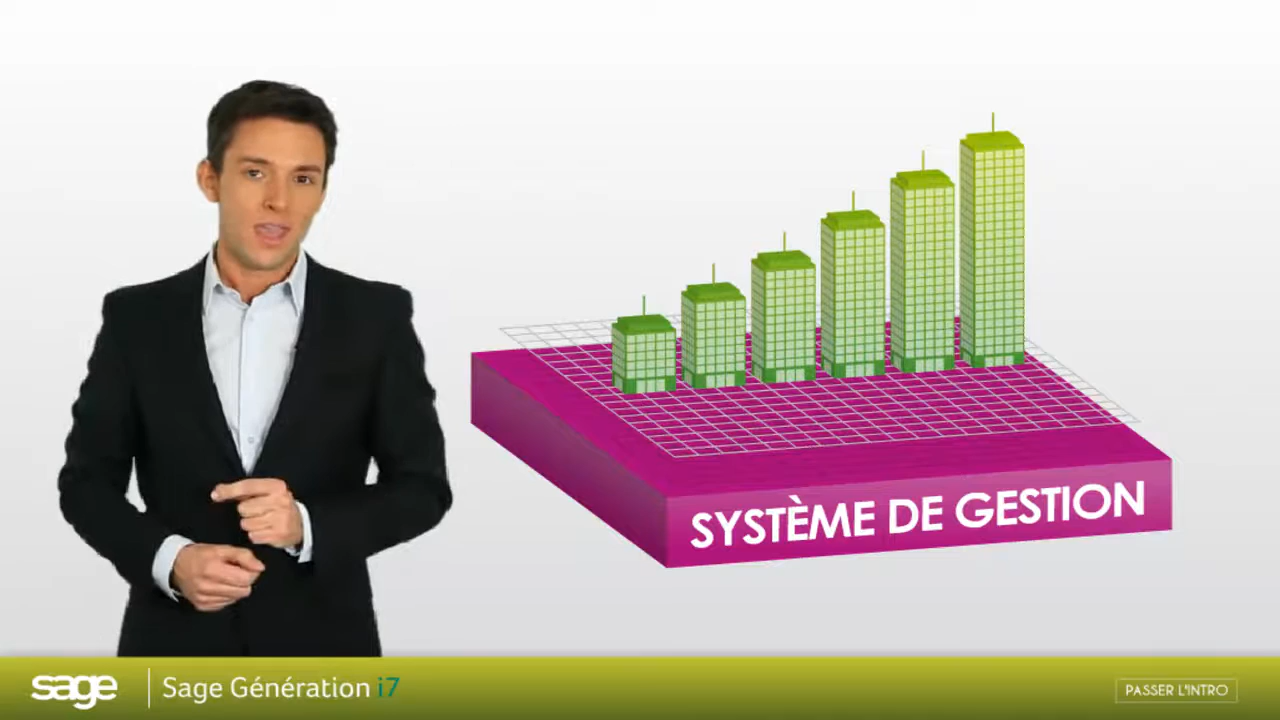 SYSTÈME DE GESTION
sage
Sage Génération i7
PASSER L'INTRO